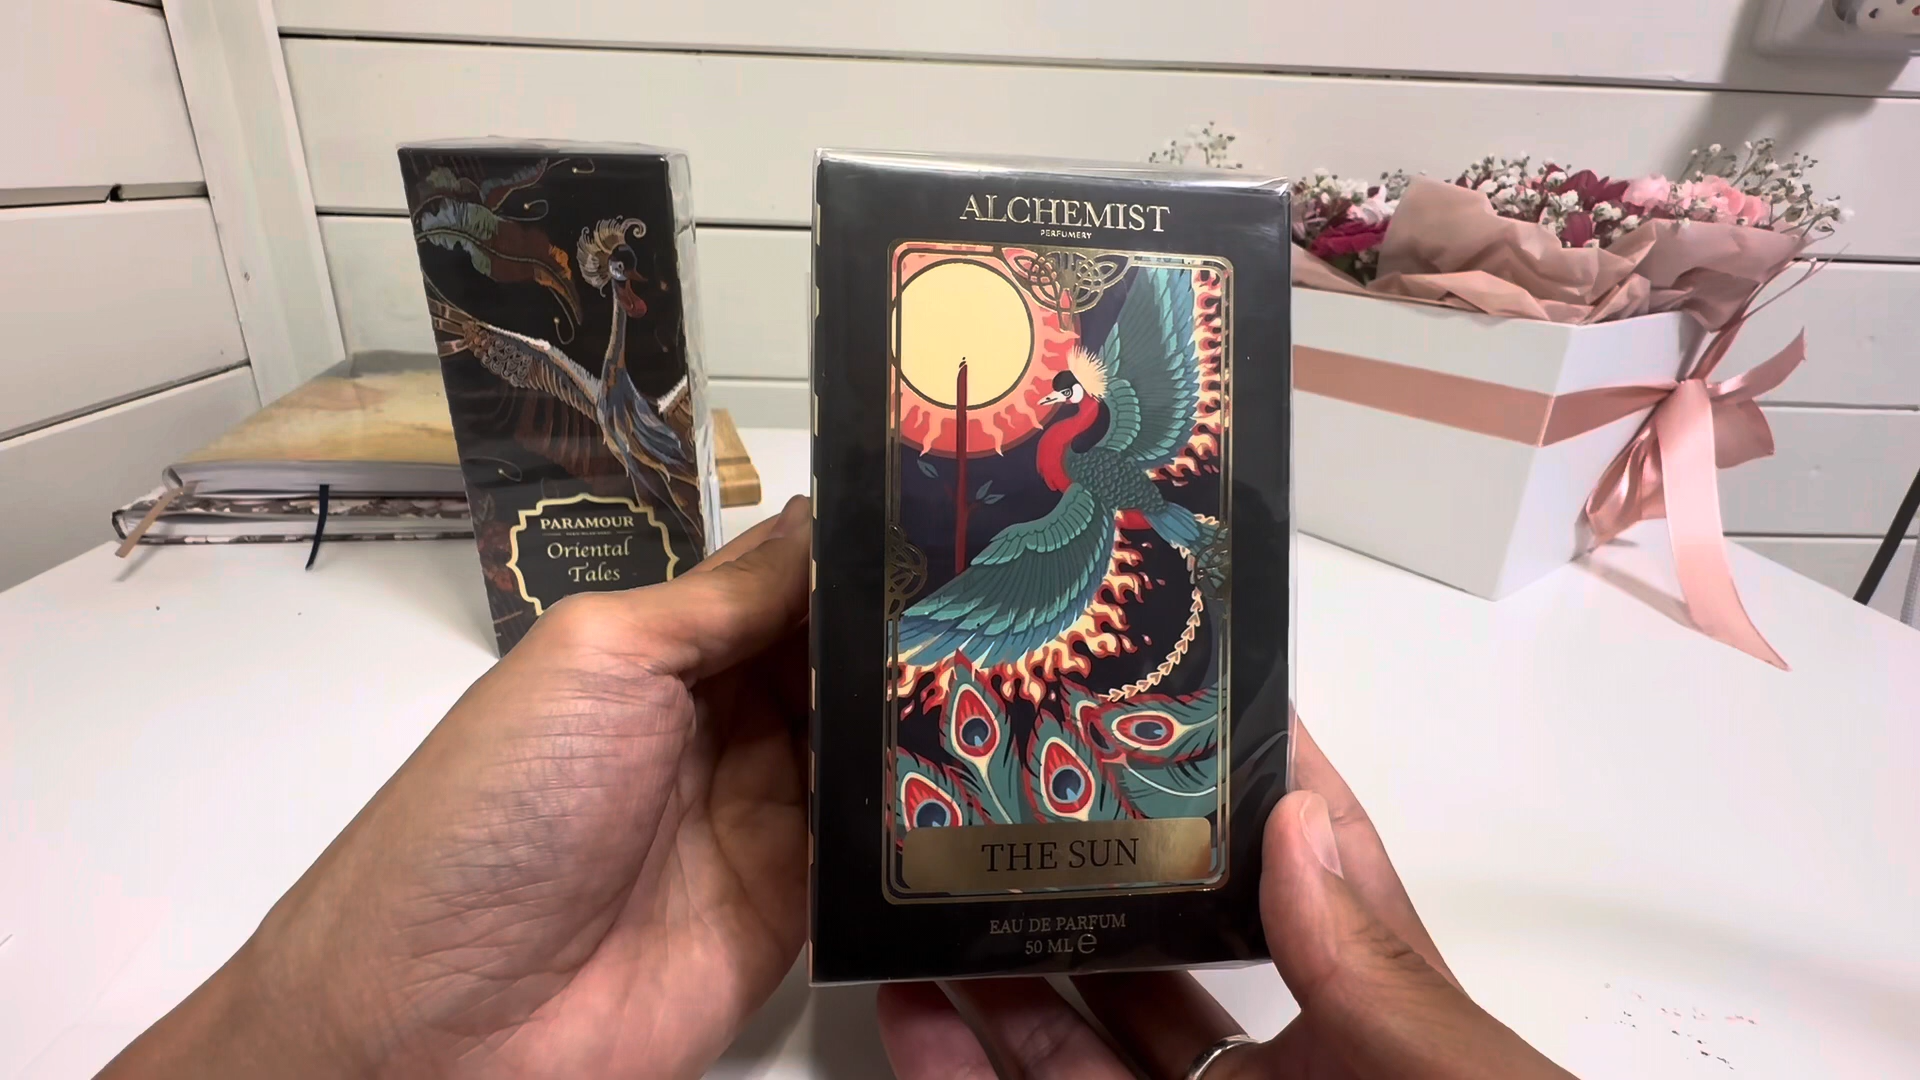 ALCHEMIST
PERFUMERY
THE SUN
EAU DE PARFUM
50 ML e
PARAMOUR
Oriental
Tales